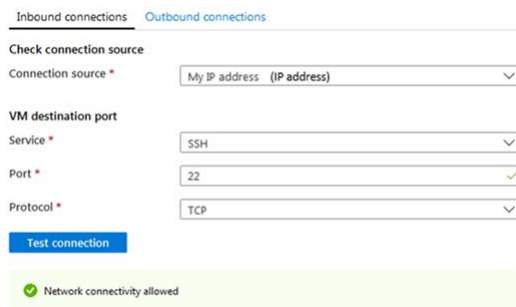 Inbound connections Outbound connections
Check connection source
Connection source * My IP address (IP address)
VM destination port
Service * SSH
Port * 22
Protocol * TCP
Test connection
Network connectivity allowed